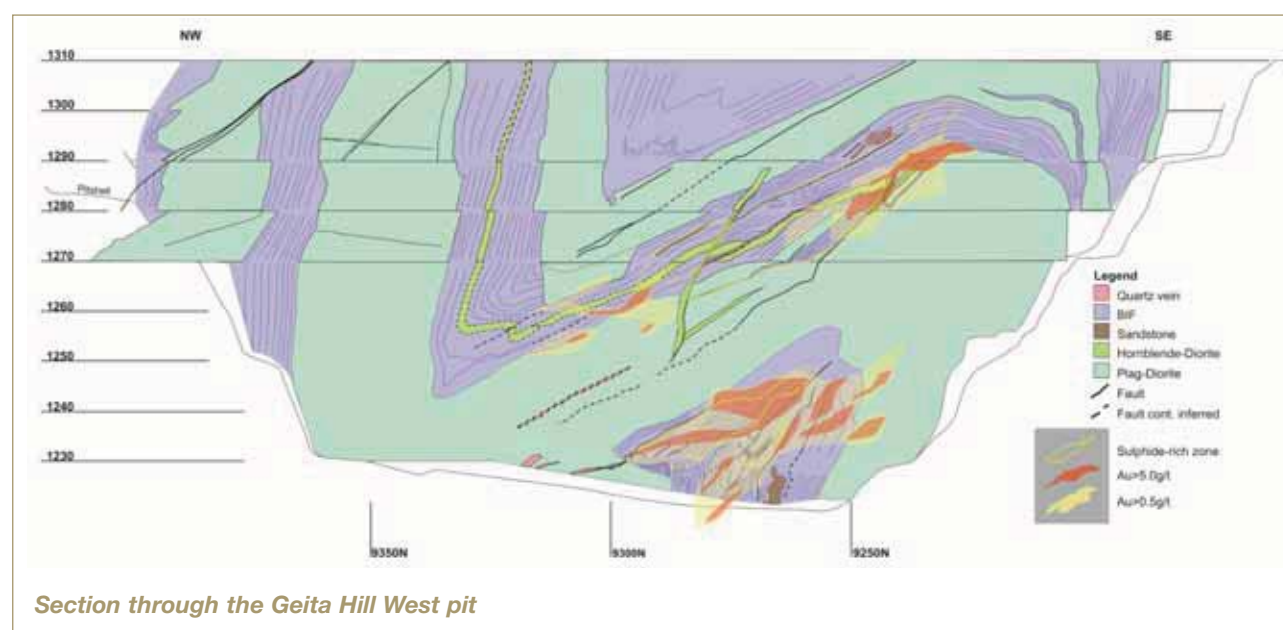 NW
SE
1310
1300
1290
1280
1270
1260
1250
1240
1230
9350N
9300N
9250N
Legend
Quartz vein
BIF
Sandstone
Hornblende-Diorite
Plag-Diorite
Fault
Fault cont. inferred
Sulphide-rich zone
Au>5.0g/t
Au>0.5g/t
Section through the Geita Hill West pit